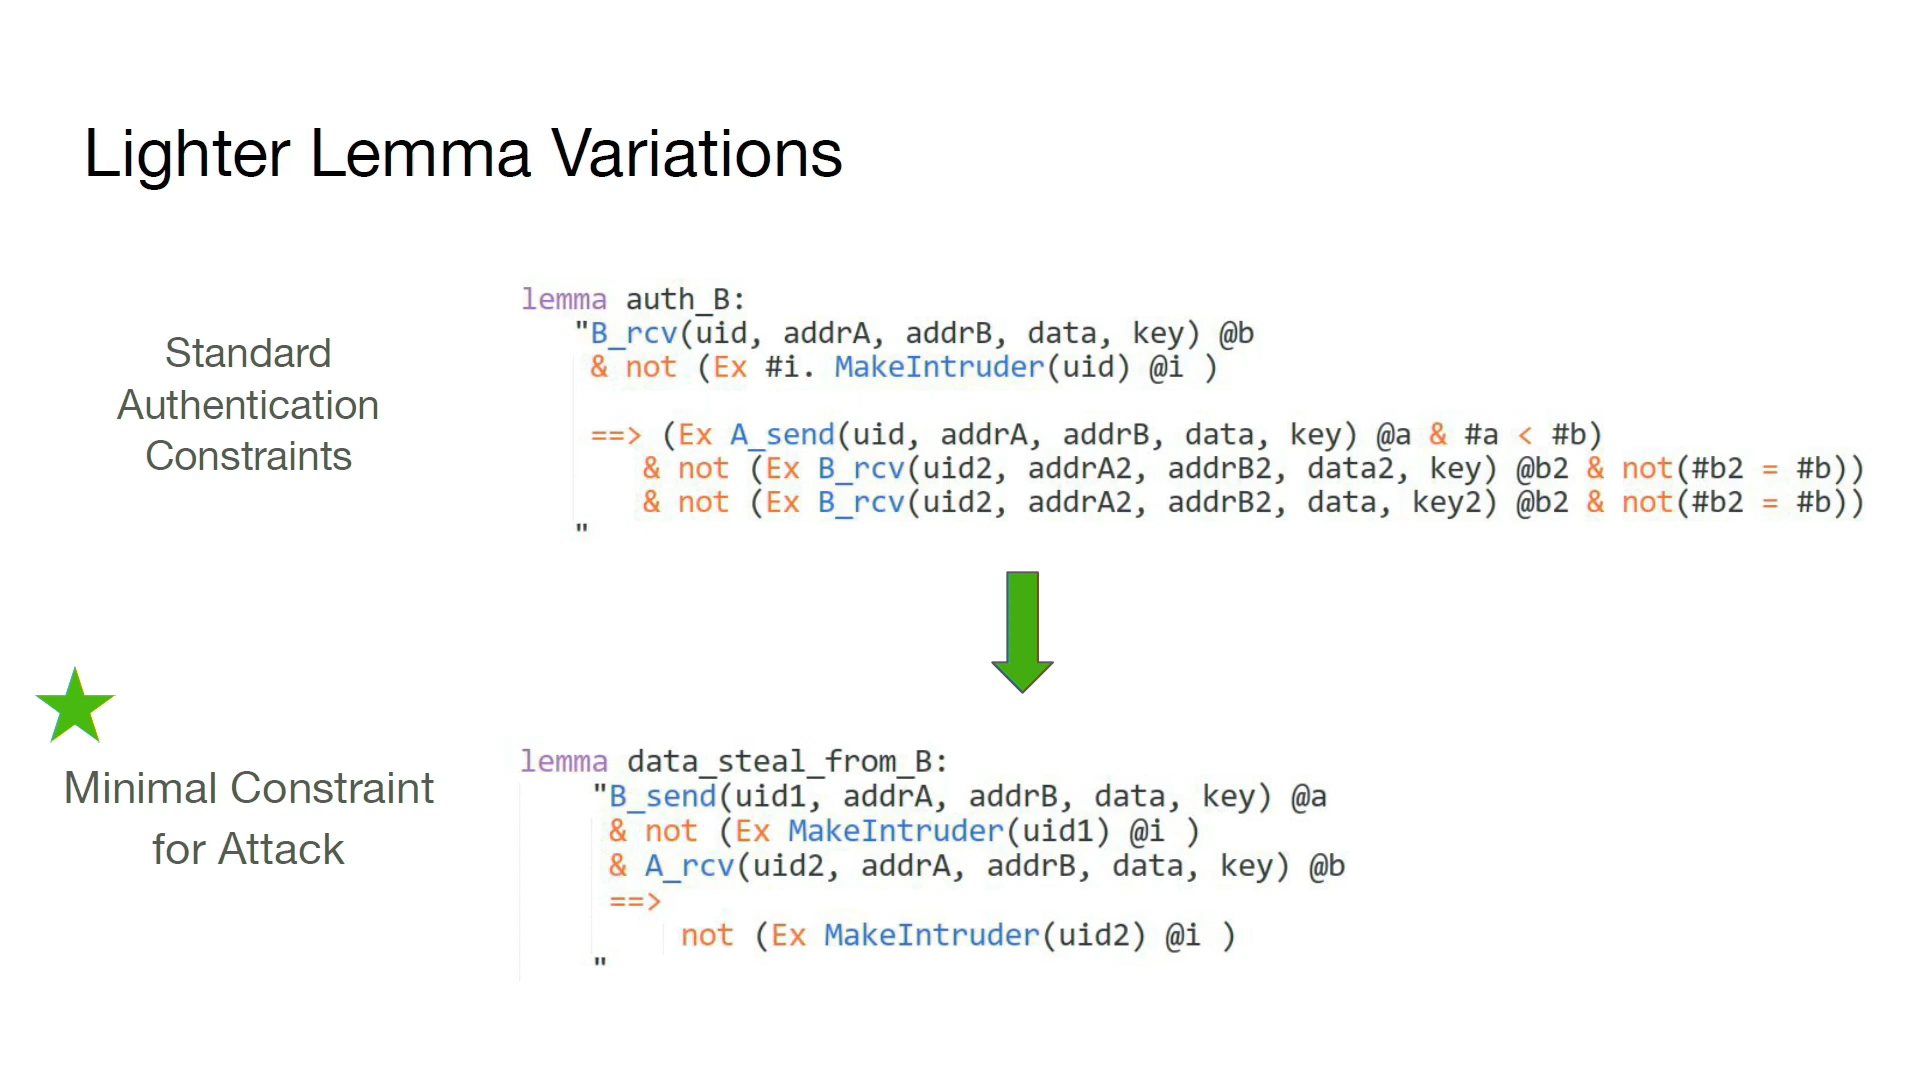 Lighter Lemma Variations
Standard
Authentication
Constraints
lemma auth_B:
"B_rcv(uid, addrA, addrB, data, key) @b
& not (Ex #i. MakeIntruder(uid) @i )
==> (Ex A_send(uid, addrA, addrB, data, key) @a & #a < #b)
& not (Ex B_rcv(uid2, addrA2, addrB2, data2, key) @b2 & not(#b2 = #b))
& not (Ex B_rcv(uid2, addrA2, addrB2, data, key2) @b2 & not(#b2 = #b))
"
Minimal Constraint
for Attack
lemma data_steal_from_B:
"B_send(uid1, addrA, addrB, data, key) @a
& not (Ex MakeIntruder(uid1) @i )
& A_rcv(uid2, addrA, addrB, data, key) @b
==>
not (Ex MakeIntruder(uid2) @i )
"